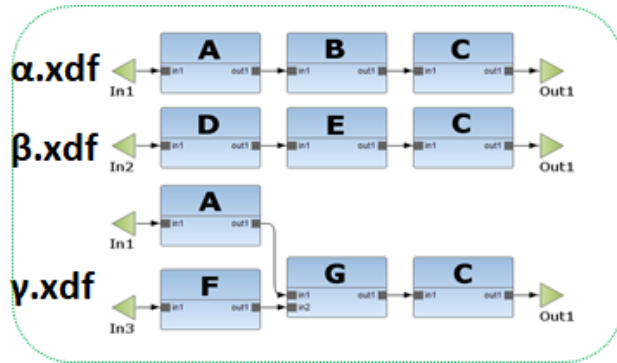 α.xdf
In1
in1 A out1
in1 B out1
in1 C out1
Out1
β.xdf
In2
in1 D out1
in1 E out1
in1 C out1
Out1
γ.xdf
In1
in1 A out1
In3
in1 F out1
in1 G out1
in2
in1 C out1
Out1